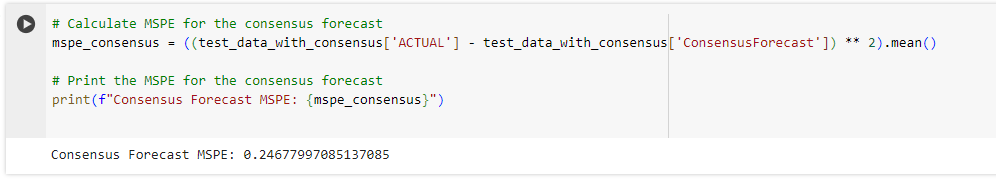 # Calculate MSPE for the consensus forecast
mspe_consensus = ((test_data_with_consensus['ACTUAL'] - test_data_with_consensus['ConsensusForecast']) ** 2).mean()
# Print the MSPE for the consensus forecast
print(f"Consensus Forecast MSPE: {mspe_consensus}")
Consensus Forecast MSPE: 0.24677997085137085